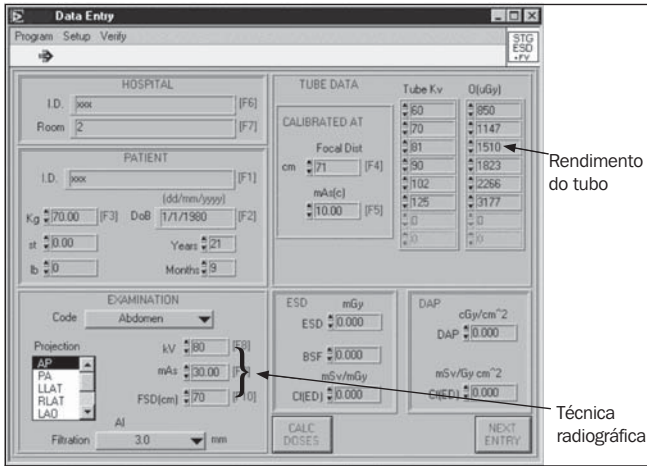 Data Entry
Program Setup Verify
STG
ESD
+FV
HOSPITAL
I.D. xxx [F6]
Room 2 [F7]
PATIENT
I.D. xxx [F1]
(dd/mm/yyyy)
Kg 70.00 [F3] DoB 1/1/1980 [F2]
st 0.00 Years 21
lb 0 Months 9
EXAMINATION
Code Abdomen
Projection
AP
PA
LLAT
RLAT
LAO
kV 80 [F8]
mAs 30.00
FSD(cm) 70
Al
Filtration 3.0 mm
TUBE DATA
CALIBRATED AT
Focal Dist
cm 71 [F4]
mAs(c)
10.00 [F5]
Tube Kv O(uGy)
60 850
70 1147
81 1510
90 1823
102 2266
125 3177
0 0
0 0
Rendimento
do tubo
ESD mGy
ESD 0.000
BSF 0.000
mSv/mGy
Cf(ED) 0.000
DAP
cGy/cm^2
DAP 0.000
mSv/Gy cm^2
Cf(ED) 0.000
Técnica
radiográfica
CALC
DOSES
NEXT
ENTRY